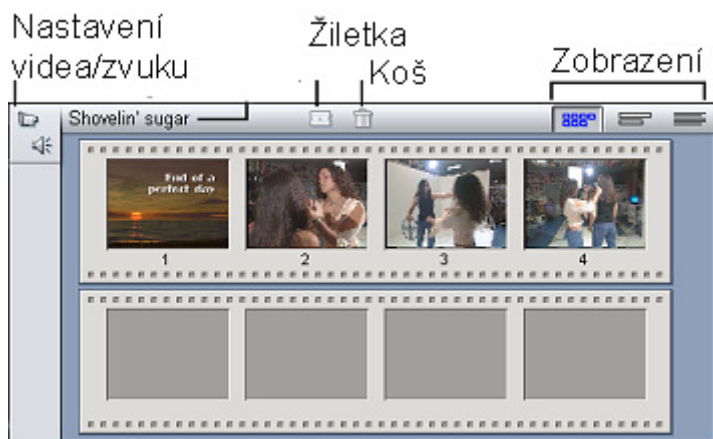 Nastavení
videa/zvuku
Žiletka
Koš
Zobrazení
Shovelin' sugar
End of a
perfect day
1
2
3
4